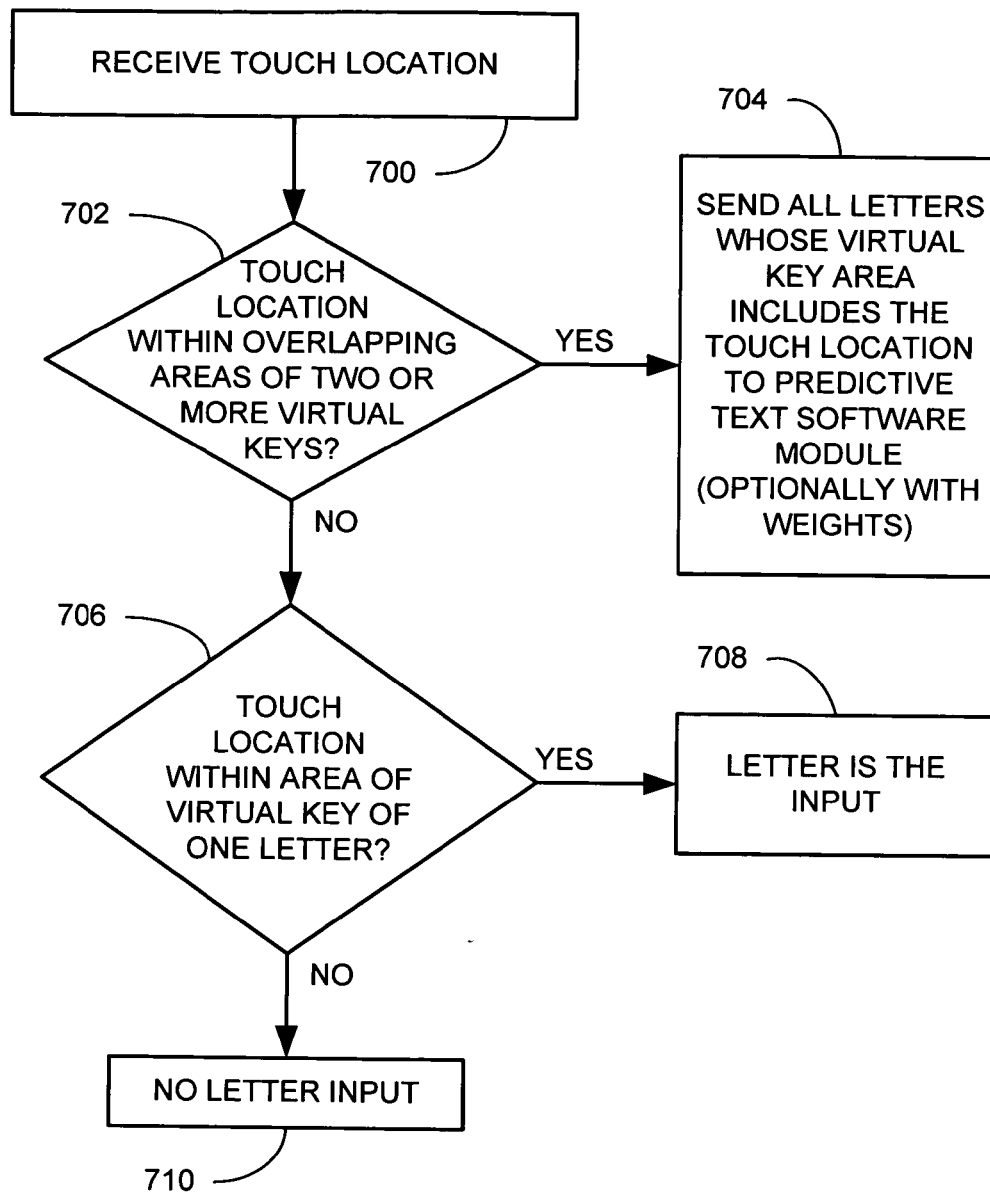 RECEIVE TOUCH LOCATION
700
702
TOUCH
LOCATION
WITHIN OVERLAPPING
AREAS OF TWO OR
MORE VIRTUAL
KEYS?
YES
704
SEND ALL LETTERS
WHOSE VIRTUAL
KEY AREA
INCLUDES THE
TOUCH LOCATION
TO PREDICTIVE
TEXT SOFTWARE
MODULE
(OPTIONALLY WITH
WEIGHTS)
NO
706
TOUCH
LOCATION
WITHIN AREA OF
VIRTUAL KEY OF
ONE LETTER?
YES
708
LETTER IS THE
INPUT
NO
NO LETTER INPUT
710